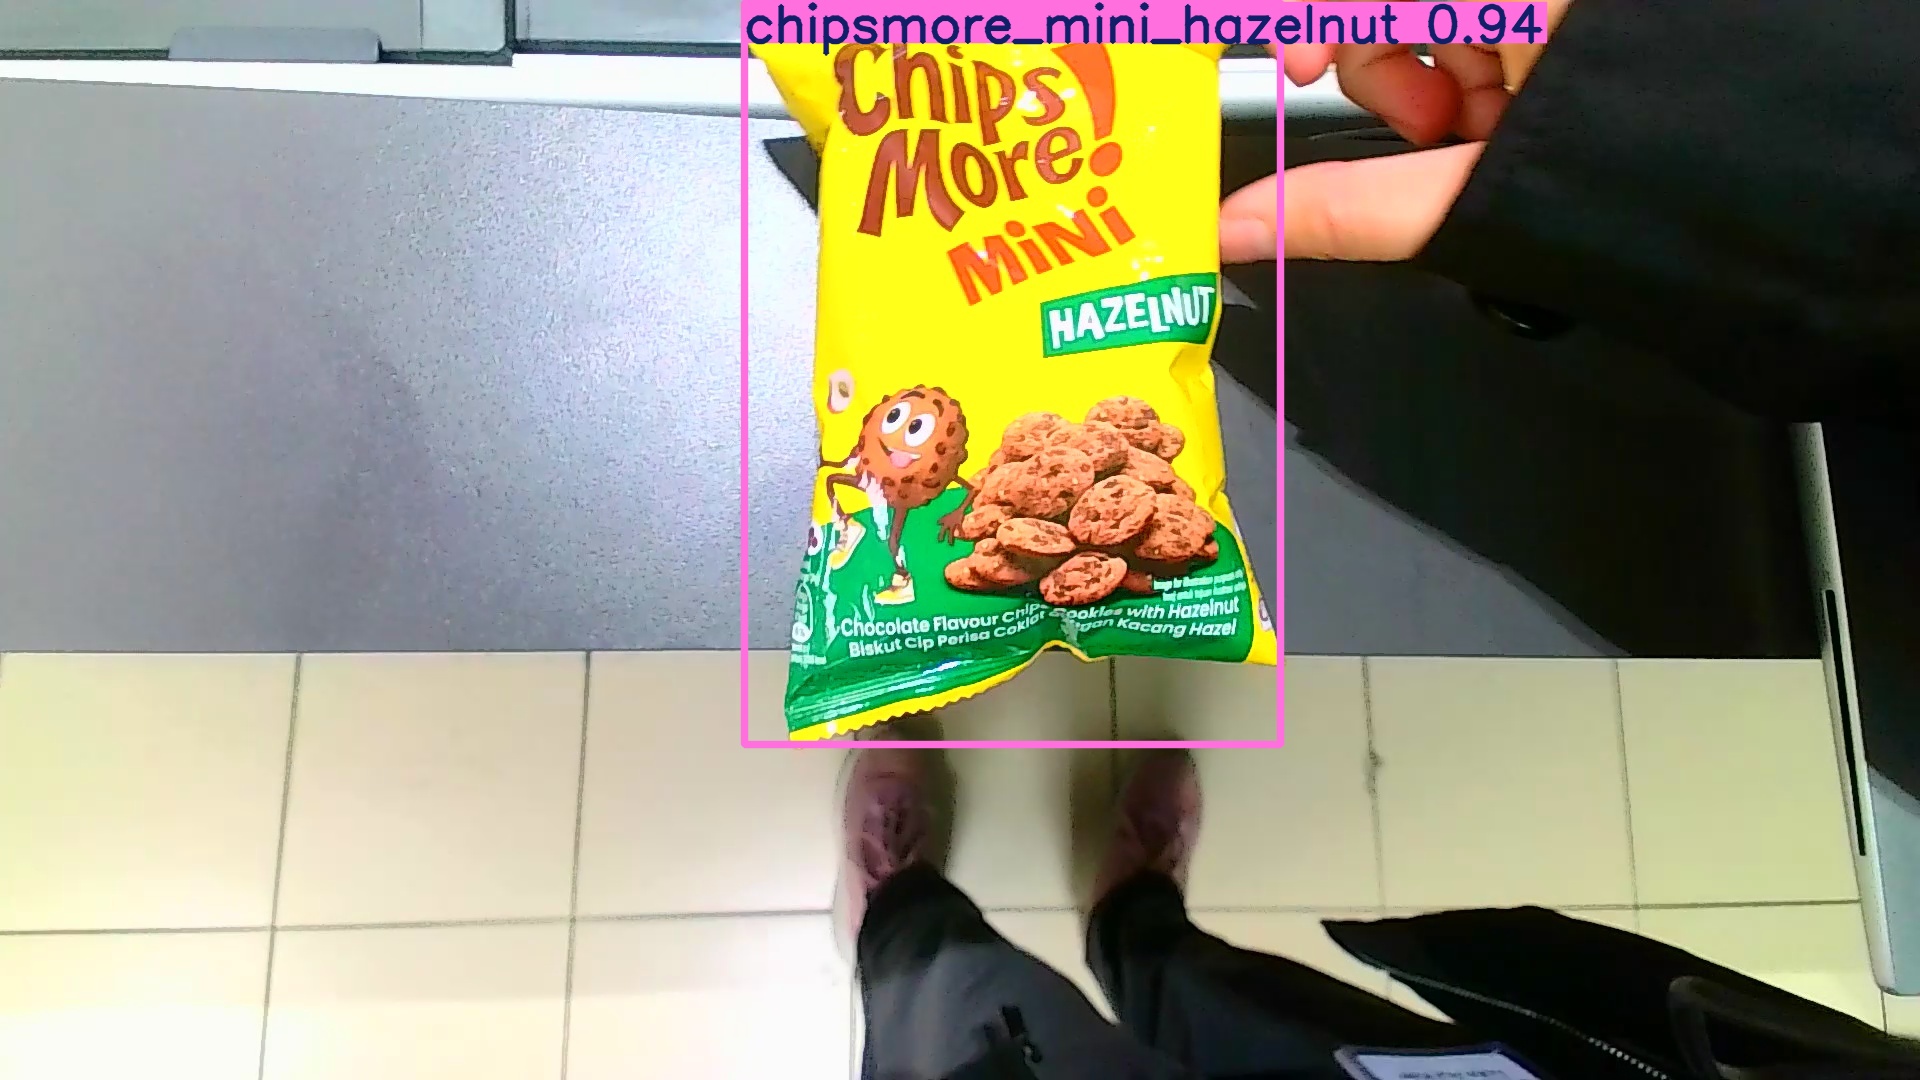 chipsmore_mini_hazelnut 0.94
Chips
More!
MiNi
HAZELNUT
Chocolate Flavour Chips Cookies with Hazelnut
Biskut Cip Perisa Coklat dengan Kacang Hazel